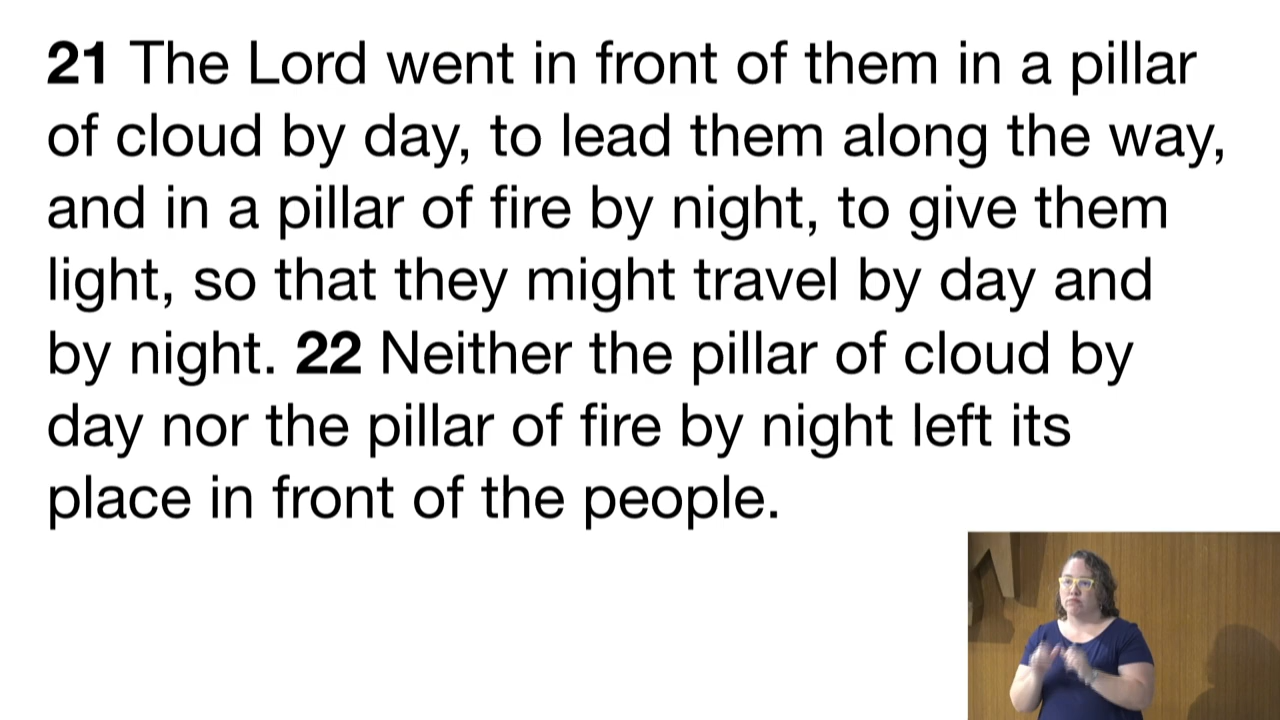 21 The Lord went in front of them in a pillar
of cloud by day, to lead them along the way,
and in a pillar of fire by night, to give them
light, so that they might travel by day and
by night. 22 Neither the pillar of cloud by
day nor the pillar of fire by night left its
place in front of the people.